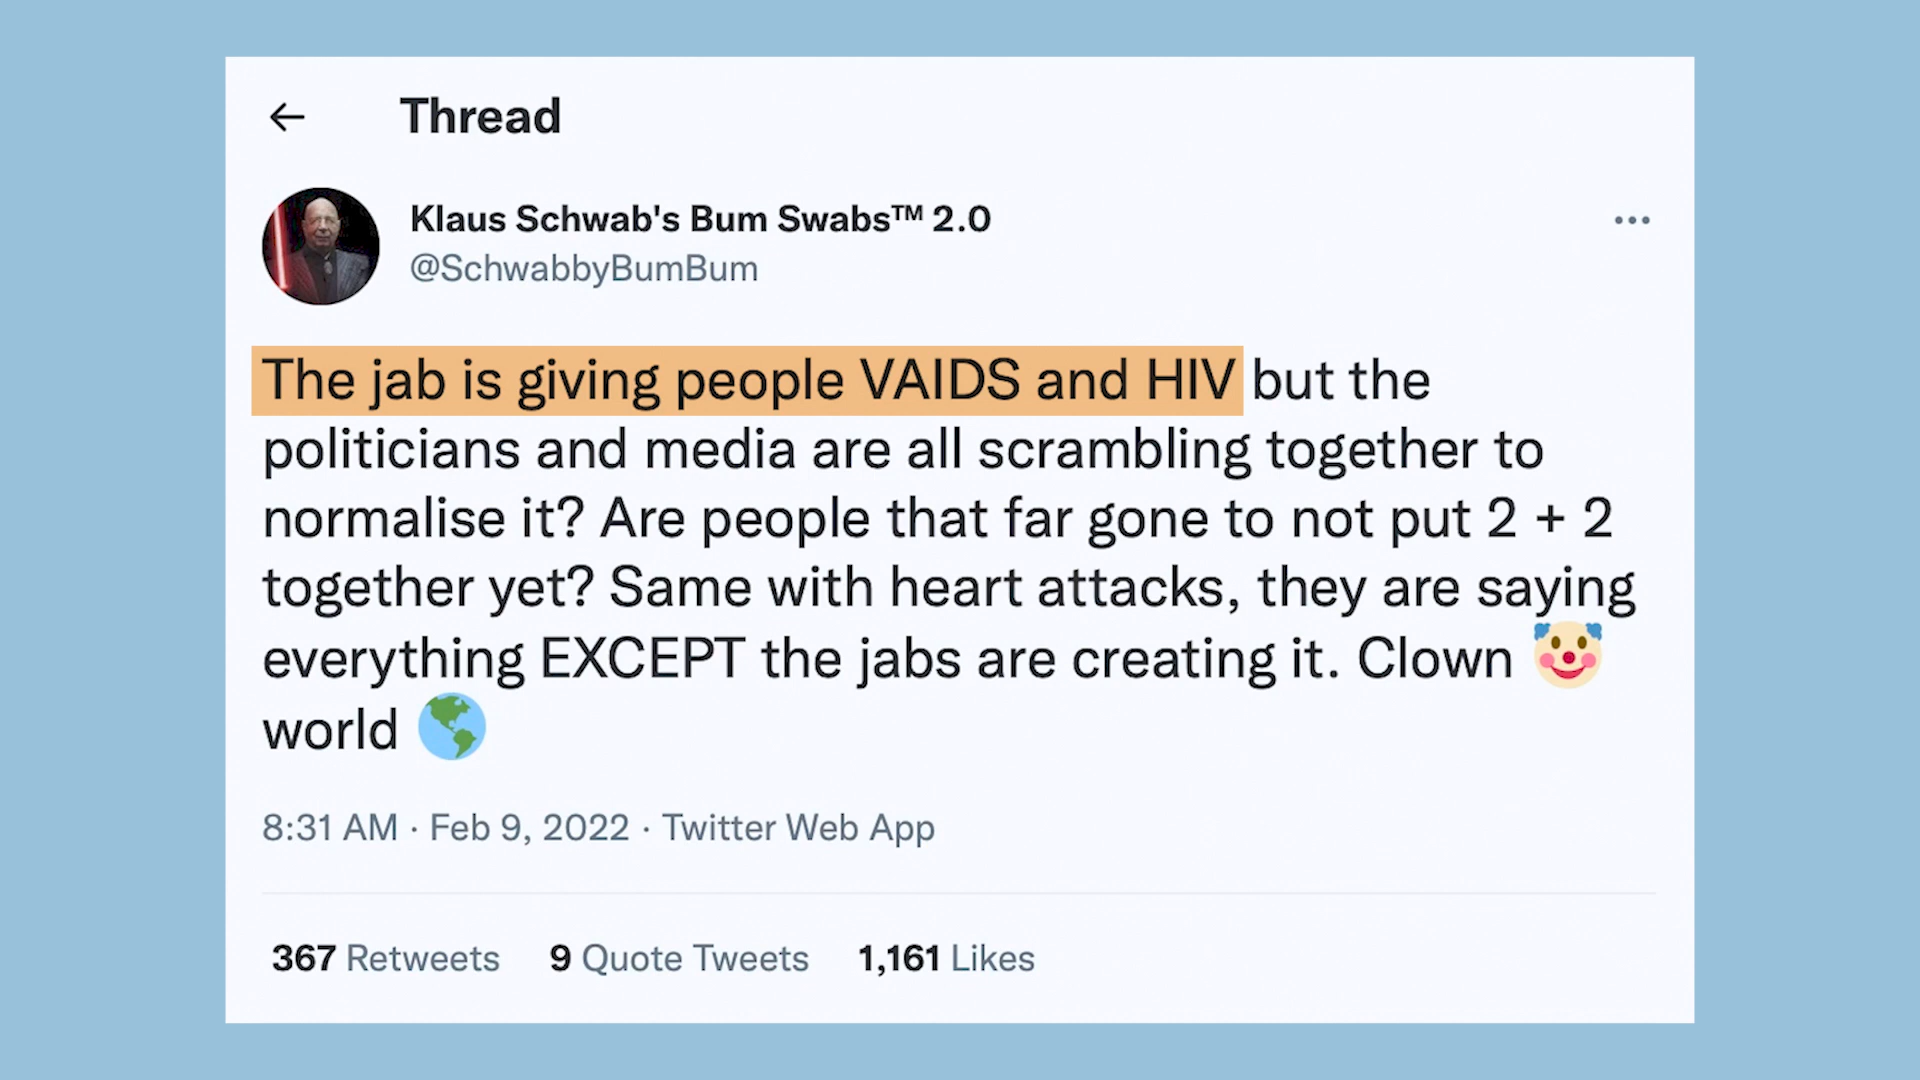 Thread
Klaus Schwab's Bum Swabs™ 2.0
@SchwabbyBumBum
The jab is giving people VAIDS and HIV but the
politicians and media are all scrambling together to
normalise it? Are people that far gone to not put 2 + 2
together yet? Same with heart attacks, they are saying
everything EXCEPT the jabs are creating it. Clown 🤡
world 🌎
8:31 AM · Feb 9, 2022 · Twitter Web App
367 Retweets 9 Quote Tweets 1,161 Likes